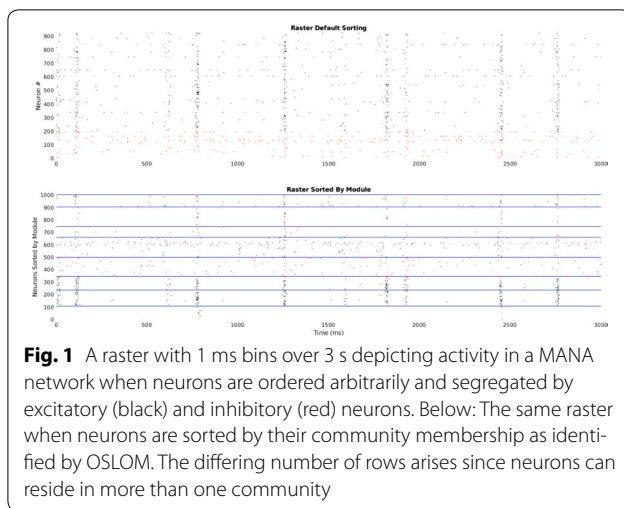 Raster Default Sorting
Neuron #
900
800
700
600
500
400
300
200
100
0
0 500 1000 1500 2000 2500 3000
Raster Sorted By Module
Neurons Sorted by Module
1000
900
800
700
600
500
400
300
200
100
0
0 500 1000 1500 2000 2500 3000
Time (ms)
Fig. 1 A raster with 1 ms bins over 3 s depicting activity in a MANA
network when neurons are ordered arbitrarily and segregated by
excitatory (black) and inhibitory (red) neurons. Below: The same raster
when neurons are sorted by their community membership as identi-
fied by OSLOM. The differing number of rows arises since neurons can
reside in more than one community